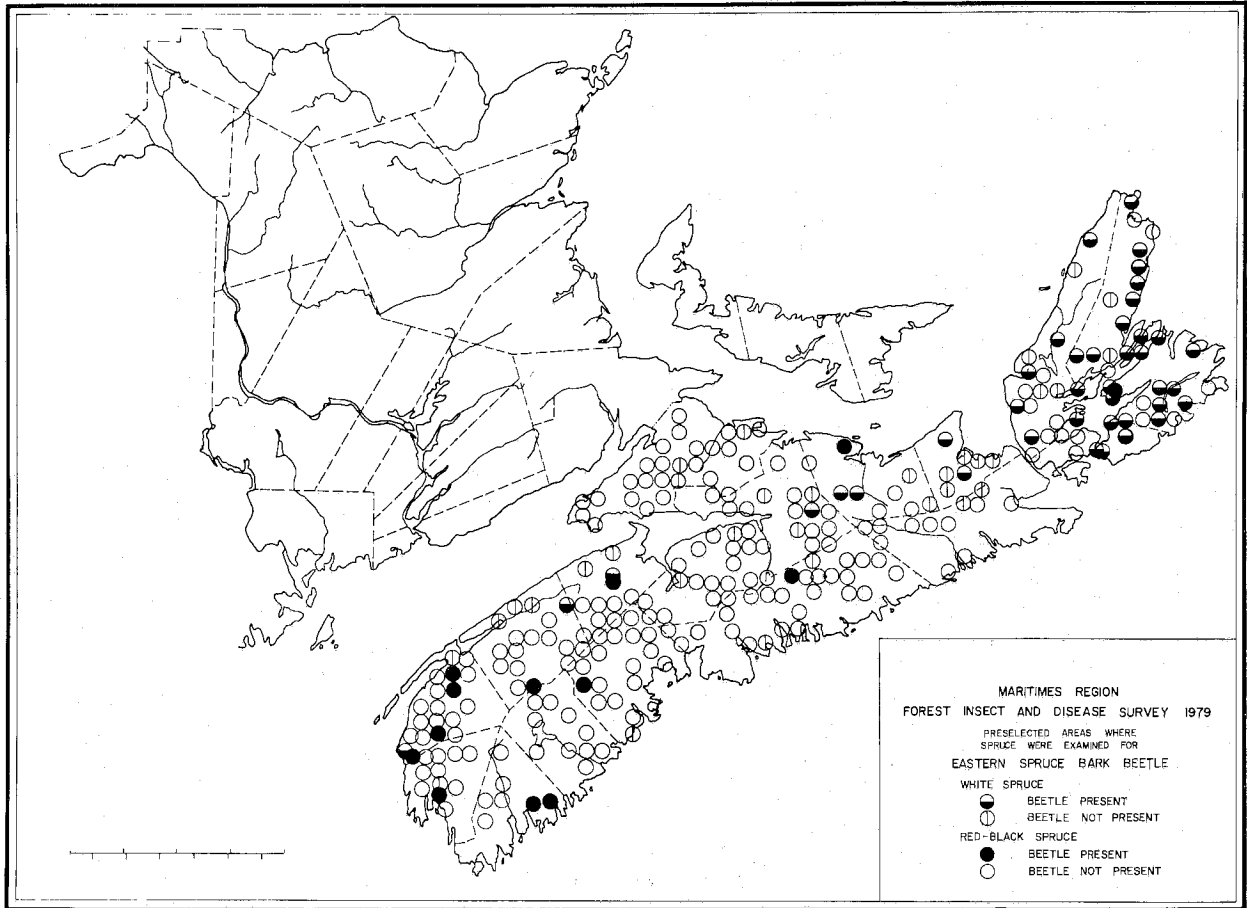 MARITIMES REGION
FOREST INSECT AND DISEASE SURVEY 1979
PRESELECTED AREAS WHERE
SPRUCE WERE EXAMINED FOR
EASTERN SPRUCE BARK BEETLE
WHITE SPRUCE
BEETLE PRESENT
BEETLE NOT PRESENT
RED-BLACK SPRUCE
BEETLE PRESENT
BEETLE NOT PRESENT